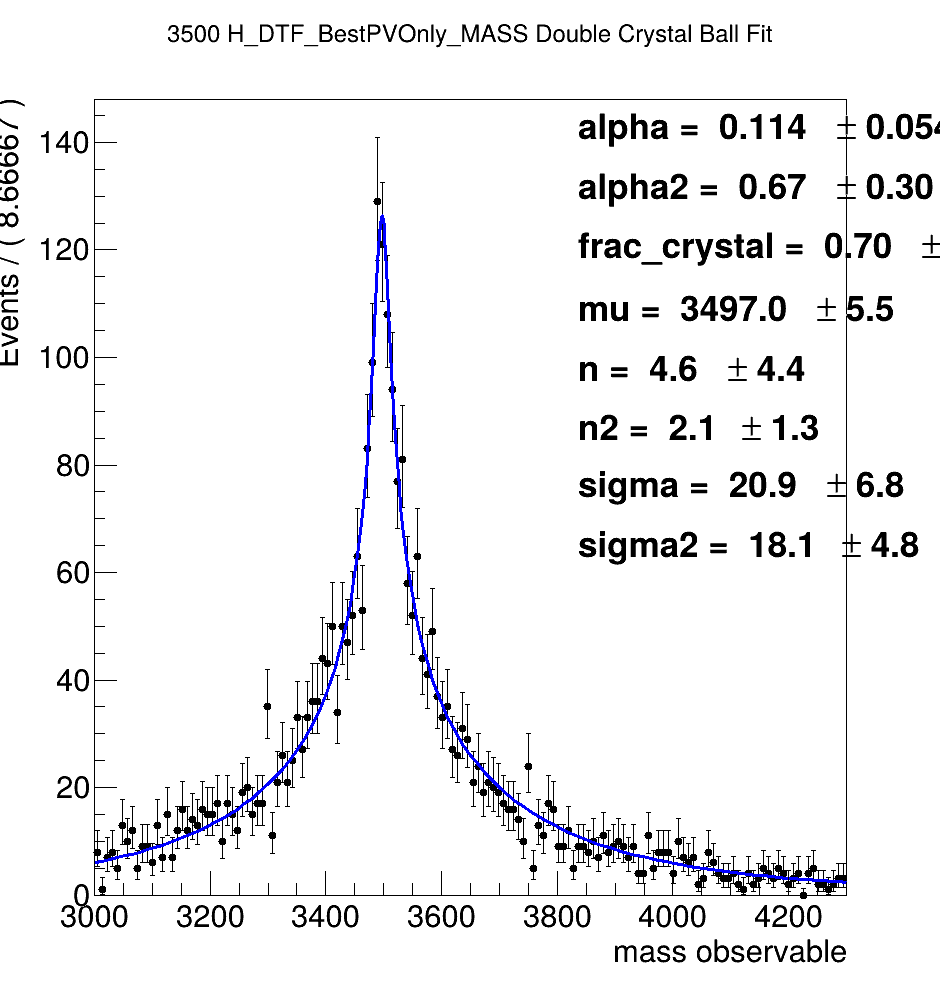 3500 H_DTF_BestPVOnly_MASS Double Crystal Ball Fit
Events / ( 8.66667 )
140
120
100
80
60
40
20
0
alpha = 0.114 ± 0.054
alpha2 = 0.67 ± 0.30
frac_crystal = 0.70 ±
mu = 3497.0 ± 5.5
n = 4.6 ± 4.4
n2 = 2.1 ± 1.3
sigma = 20.9 ± 6.8
sigma2 = 18.1 ± 4.8
3000 3200 3400 3600 3800 4000 4200
mass observable